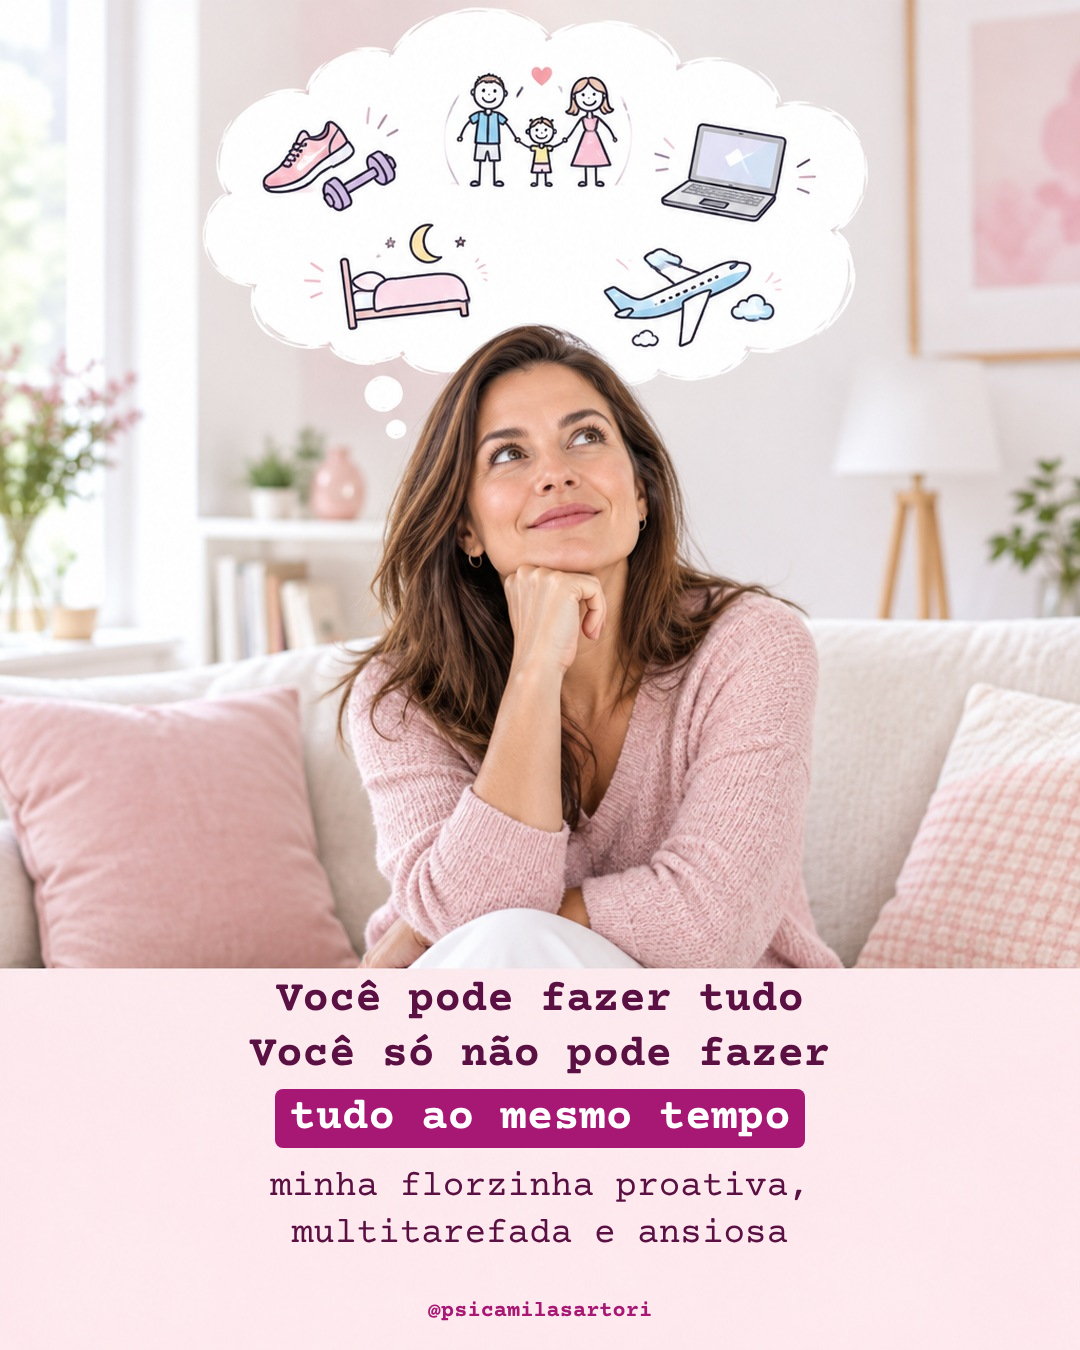 Você pode fazer tudo
Você só não pode fazer
tudo ao mesmo tempo
minha florzinha proativa,
multitarefada e ansiosa
@psicamilasartori